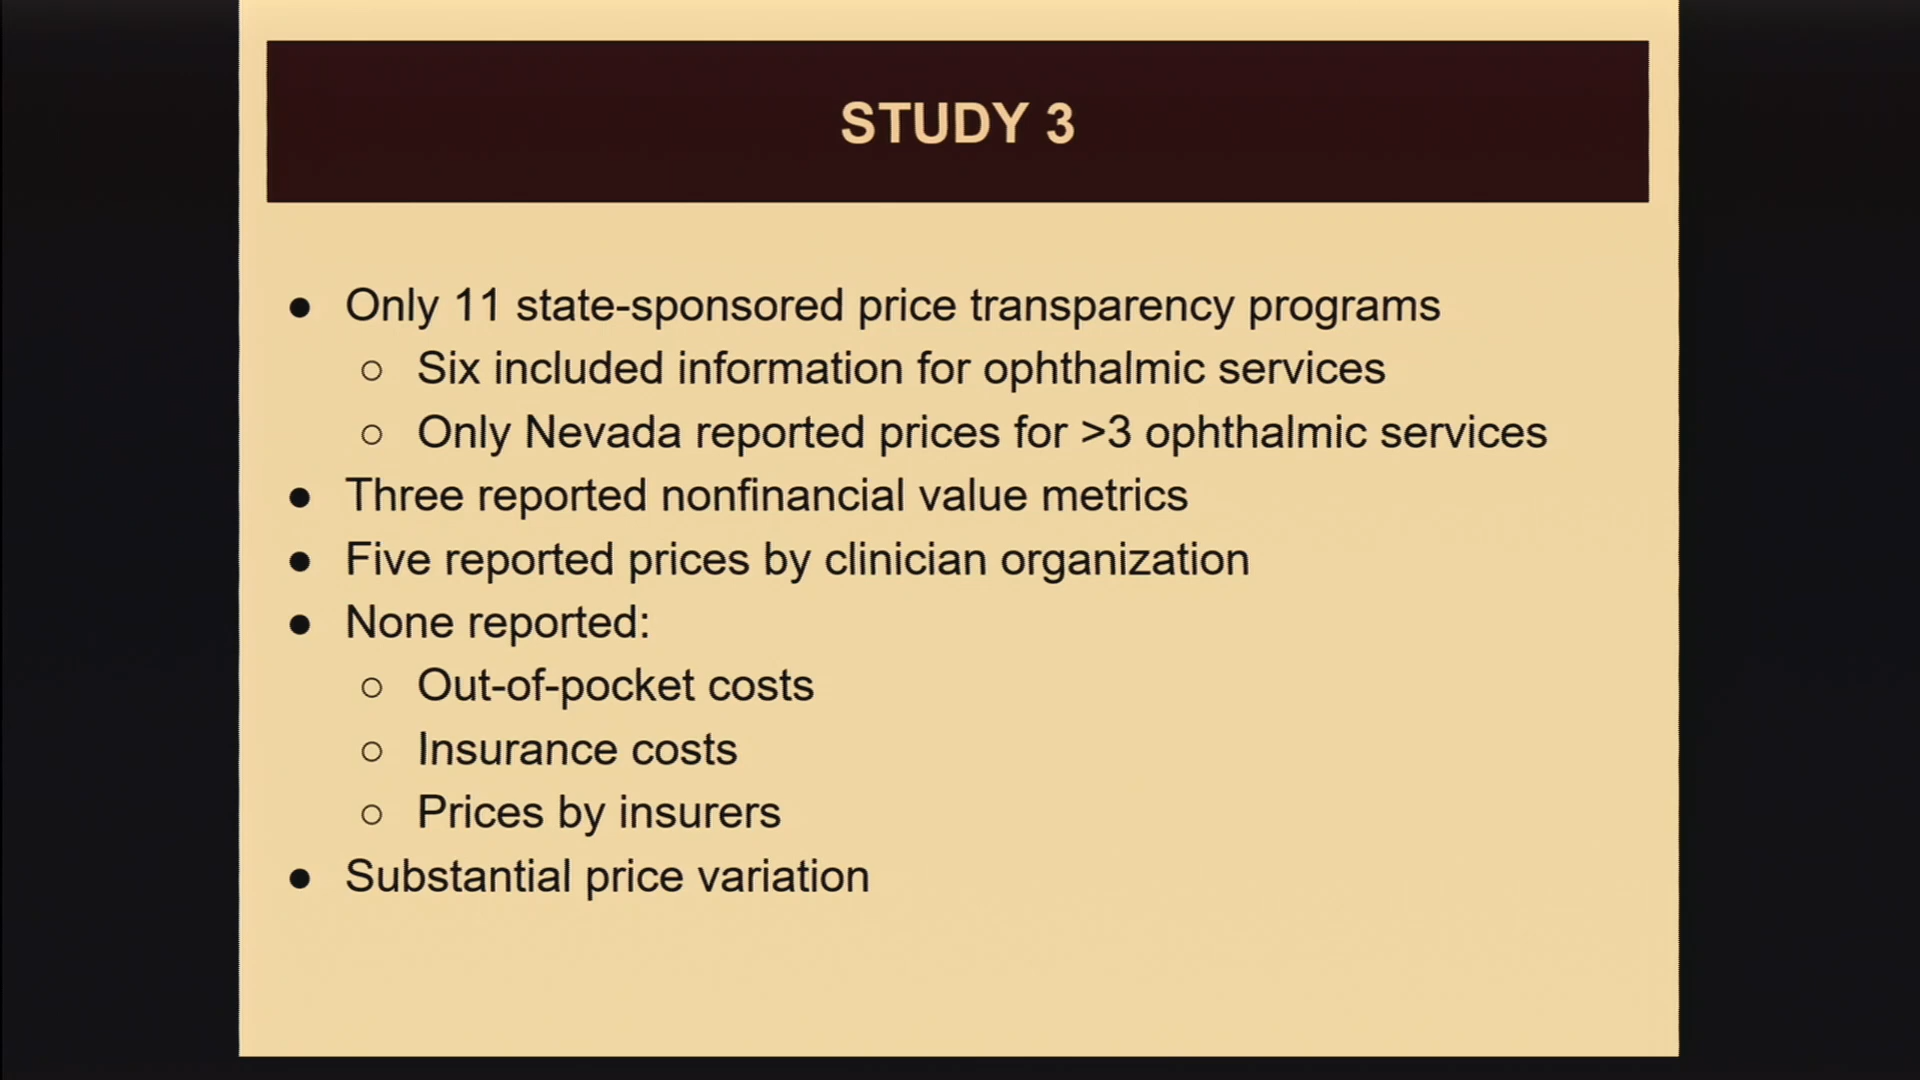 STUDY 3
● Only 11 state-sponsored price transparency programs
○ Six included information for ophthalmic services
○ Only Nevada reported prices for >3 ophthalmic services
● Three reported nonfinancial value metrics
● Five reported prices by clinician organization
● None reported:
○ Out-of-pocket costs
○ Insurance costs
○ Prices by insurers
● Substantial price variation